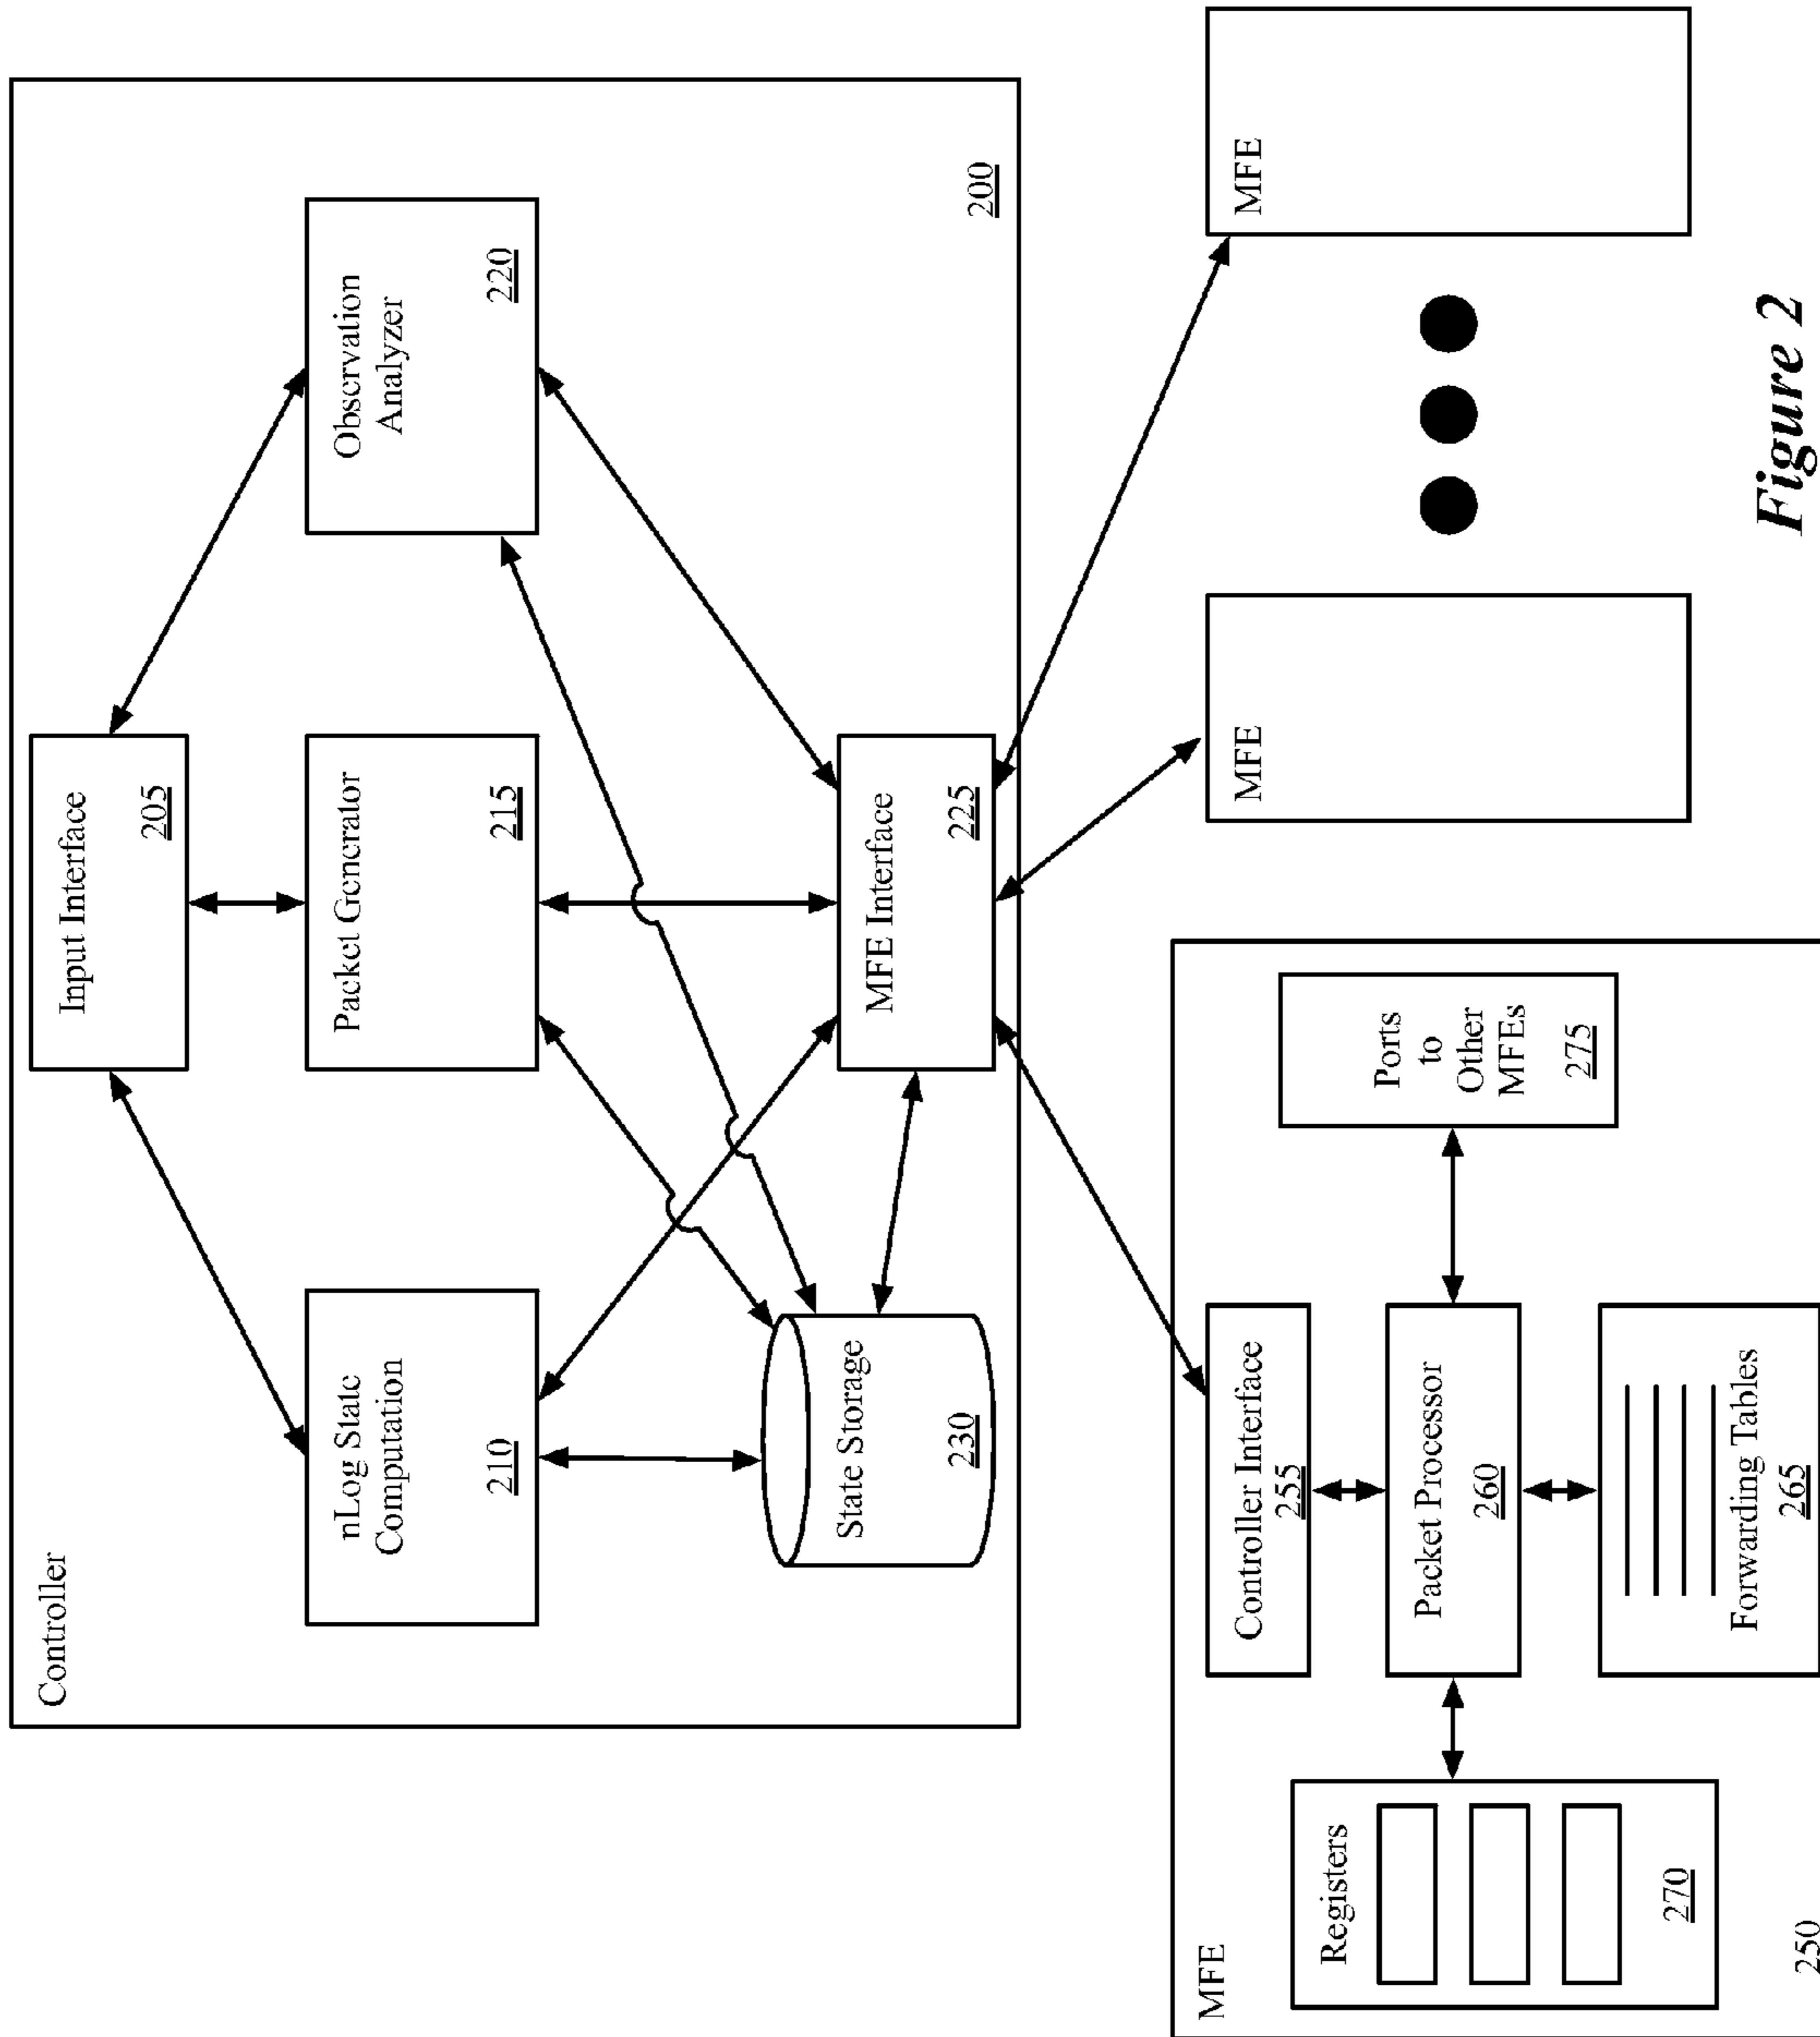 Controller
Input Interface
205
nLog State
Computation
210
Packet Generator
215
Observation
Analyzer
220
State Storage
230
MFE Interface
225
200
MFE
Registers
270
Controller Interface
255
Packet Processor
260
Forwarding Tables
265
Ports
to
Other
MFEs
275
250
MFE
MFE
Figure 2